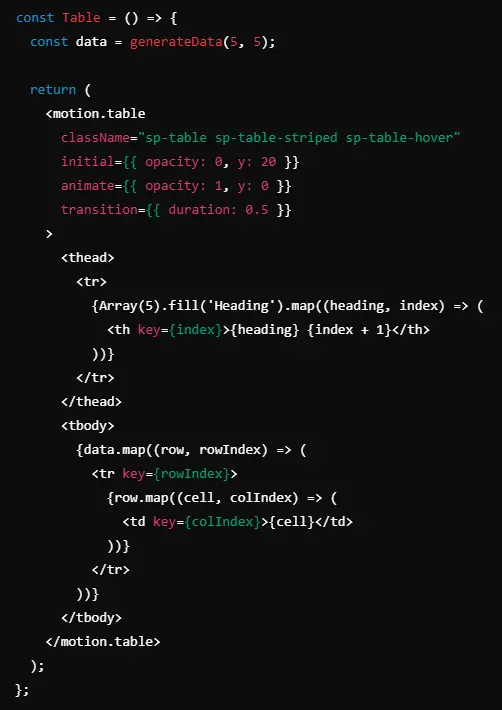 const Table = () => {
  const data = generateData(5, 5);

  return (
    <motion.table
      className="sp-table sp-table-striped sp-table-hover"
      initial={{ opacity: 0, y: 20 }}
      animate={{ opacity: 1, y: 0 }}
      transition={{ duration: 0.5 }}
    >
      <thead>
        <tr>
          {Array(5).fill('Heading').map((heading, index) => (
            <th key={index}>{heading} {index + 1}</th>
          ))}
        </tr>
      </thead>
      <tbody>
        {data.map((row, rowIndex) => (
          <tr key={rowIndex}>
            {row.map((cell, colIndex) => (
              <td key={colIndex}>{cell}</td>
            ))}
          </tr>
        ))}
      </tbody>
    </motion.table>
  );
};